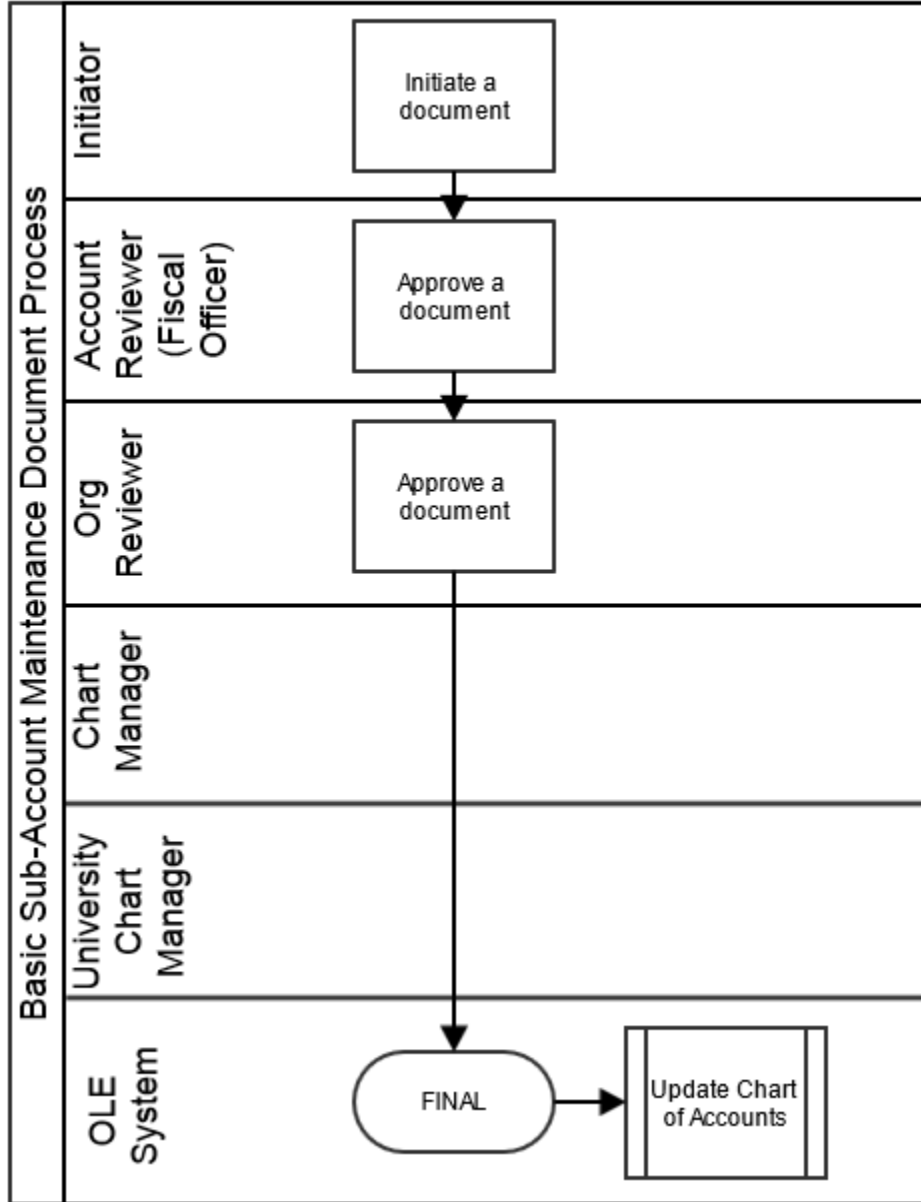 Basic Sub-Account Maintenance Document Process
Initiator
Initiate a
document
Account
Reviewer
(Fiscal
Officer)
Approve a
document
Org
Reviewer
Approve a
document
Chart
Manager
University
Chart
Manager
OLE
System
FINAL
Update Chart
of Accounts